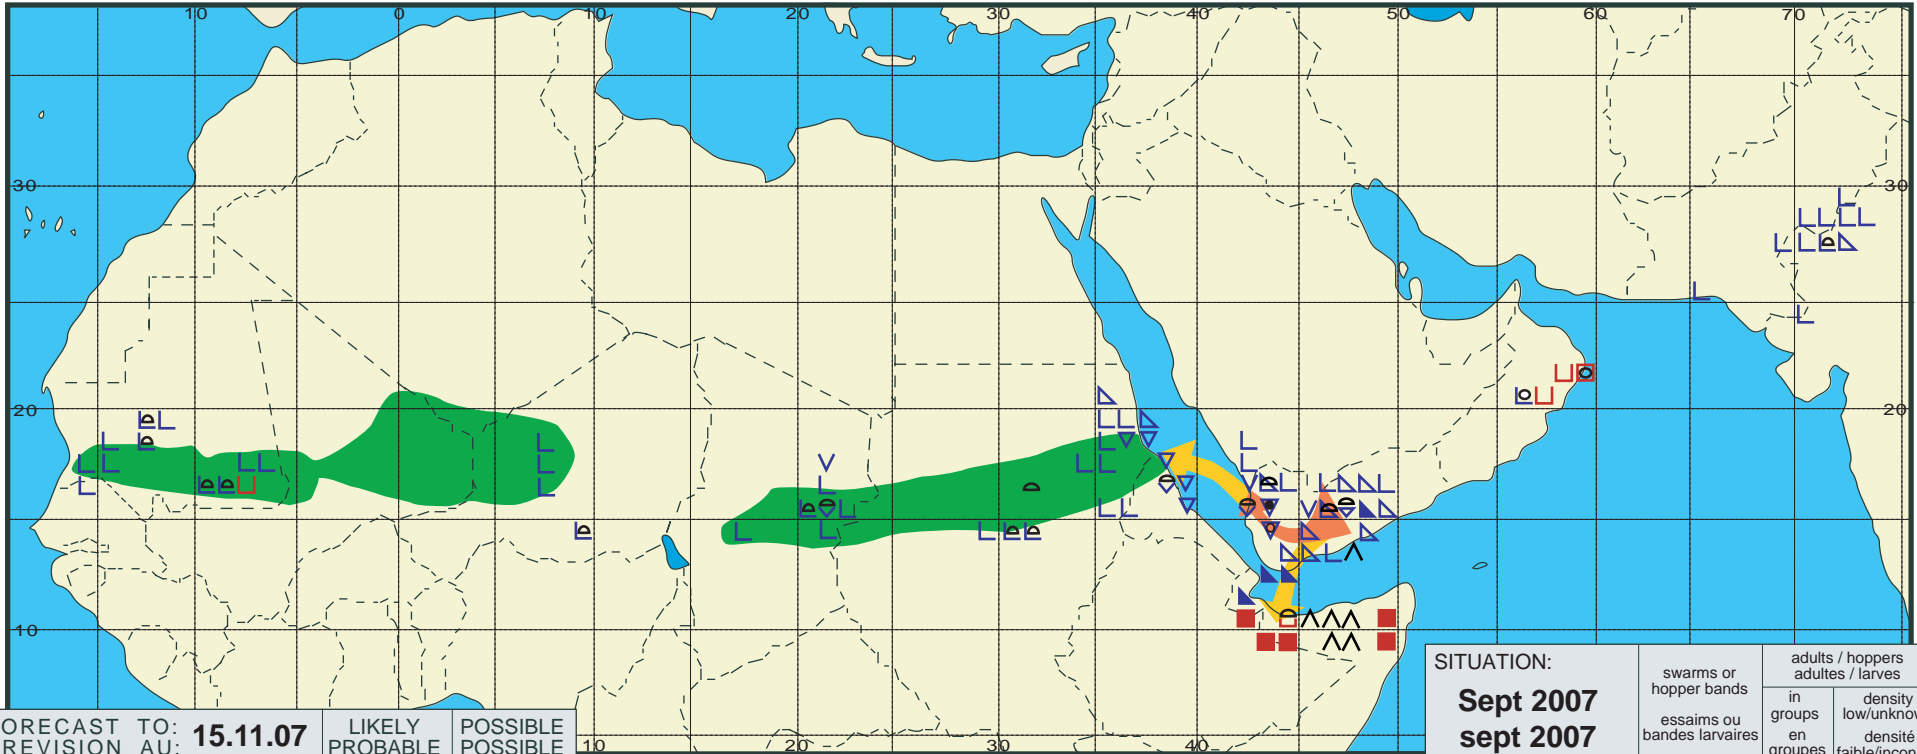 10 0 10 20 30 40 50 60 70
30 30
20 20
10
10 20 30 40
ORECAST TO: 15.11.07
REVISION AU:
LIKELY
PROBABLE
POSSIBLE
POSSIBLE
SITUATION:
Sept 2007
sept 2007
swarms or
hopper bands
essaims ou
bandes larvaires
adults / hoppers
adultes / larves
in
groups
en
groupes
density
low/unknow
densité
faible/incon